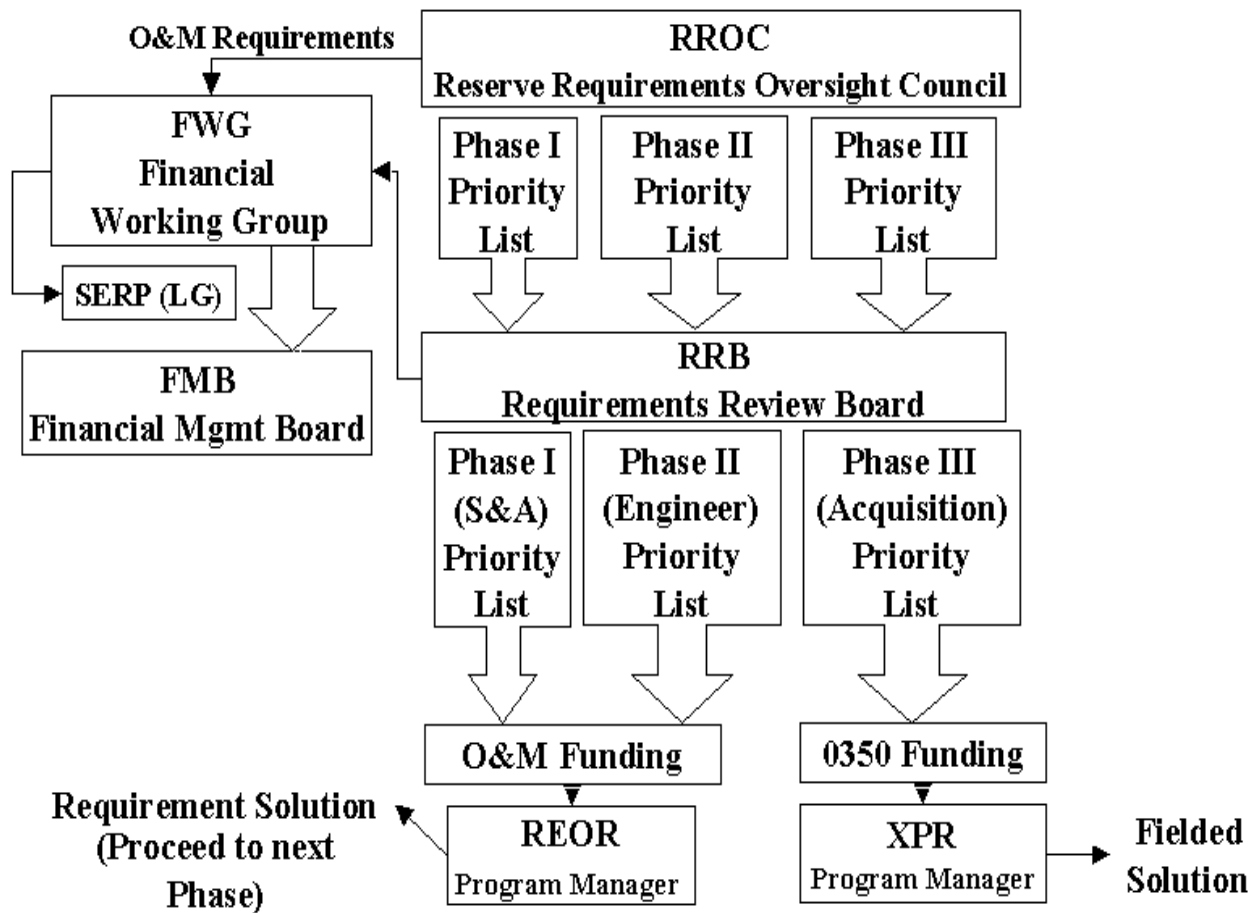 O&M Requirements
RROC
Reserve Requirements Oversight Council
FWG
Financial
Working Group
SERP (LG)
FMB
Financial Mgmt Board
Phase I
Priority
List
Phase II
Priority
List
Phase III
Priority
List
RRB
Requirements Review Board
Phase I
(S&A)
Priority
List
Phase II
(Engineer)
Priority
List
Phase III
(Acquisition)
Priority
List
O&M Funding
0350 Funding
Requirement Solution
(Proceed to next
Phase)
REOR
Program Manager
XPR
Program Manager
Fielded
Solution